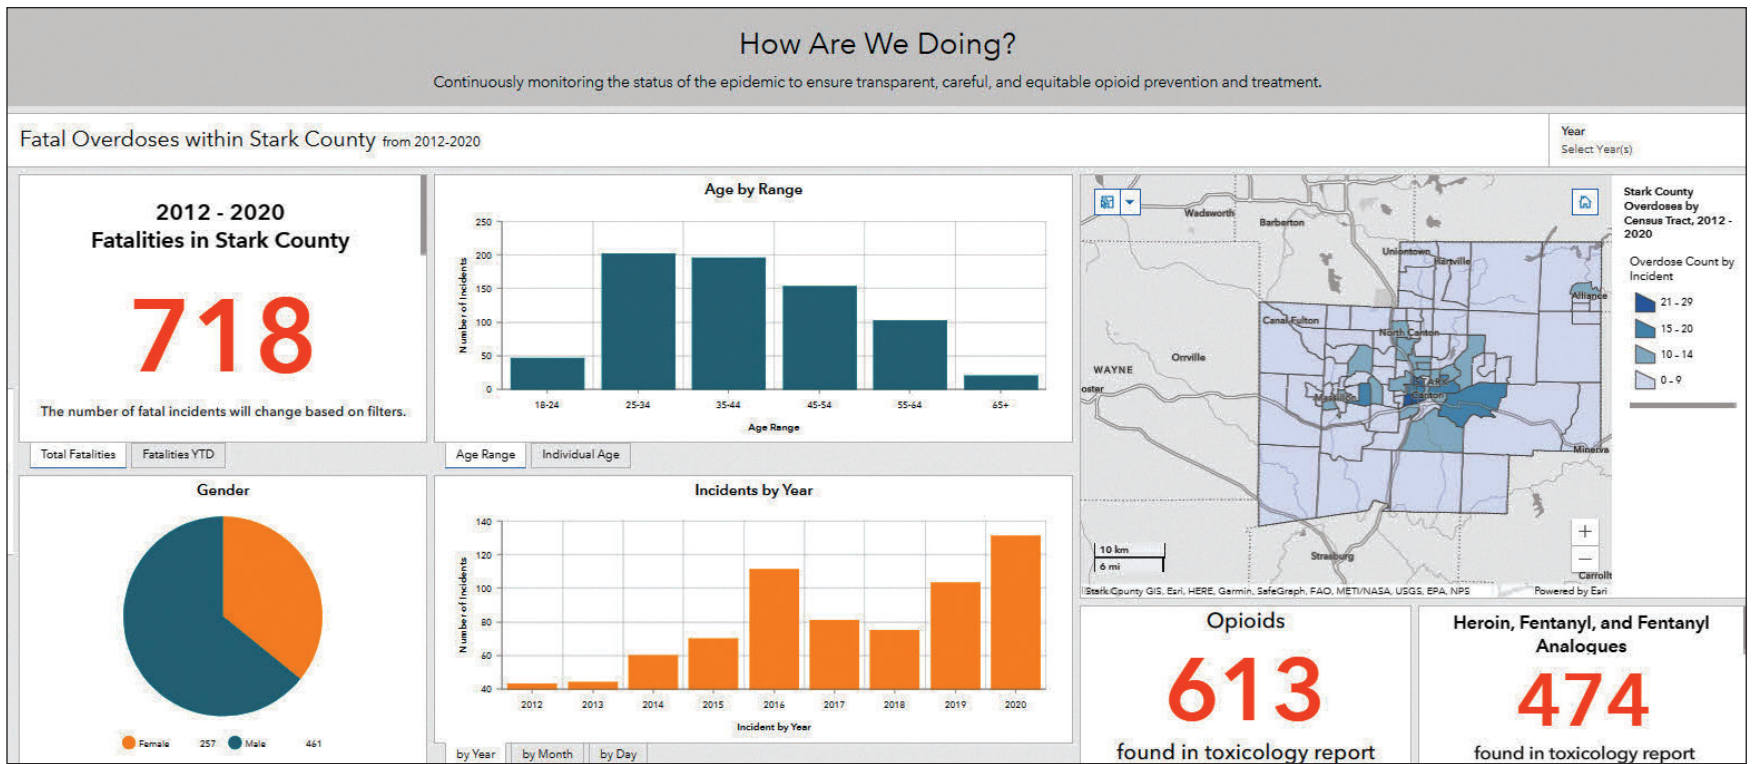 How Are We Doing?
Continuously monitoring the status of the epidemic to ensure transparent, careful, and equitable opioid prevention and treatment.
Fatal Overdoses within Stark County from 2012-2020
Year
Select Year(s)
2012 - 2020
Fatalities in Stark County
718
The number of fatal incidents will change based on filters.
Total Fatalities
Fatalities YTD
Age by Range
Number of Incidents
250
200
150
100
50
0
18-24
25-34
35-44
45-54
55-64
65+
Age Range
Age Range
Individual Age
Wadsworth
Barberton
Uniontown
Hartville
Alliance
Canal Fulton
North Canton
Orrville
WAYNE
oster
Massillon
STARK
Canton
Minerva
Strasburg
Carrollt
10 km
6 mi
+
−
Stark County GIS, Esri, HERE, Garmin, SafeGraph, FAO, METI/NASA, USGS, EPA, NPS
Powered by Esri
Stark County
Overdoses by
Census Tract, 2012 -
2020
Overdose Count by
Incident
21 - 29
15 - 20
10 - 14
0 - 9
Gender
Female 257
Male 461
Incidents by Year
Number of Incidents
140
120
100
80
60
40
2012
2013
2014
2015
2016
2017
2018
2019
2020
Incident by Year
by Year
by Month
by Day
Opioids
613
found in toxicology report
Heroin, Fentanyl, and Fentanyl
Analogues
474
found in toxicology report